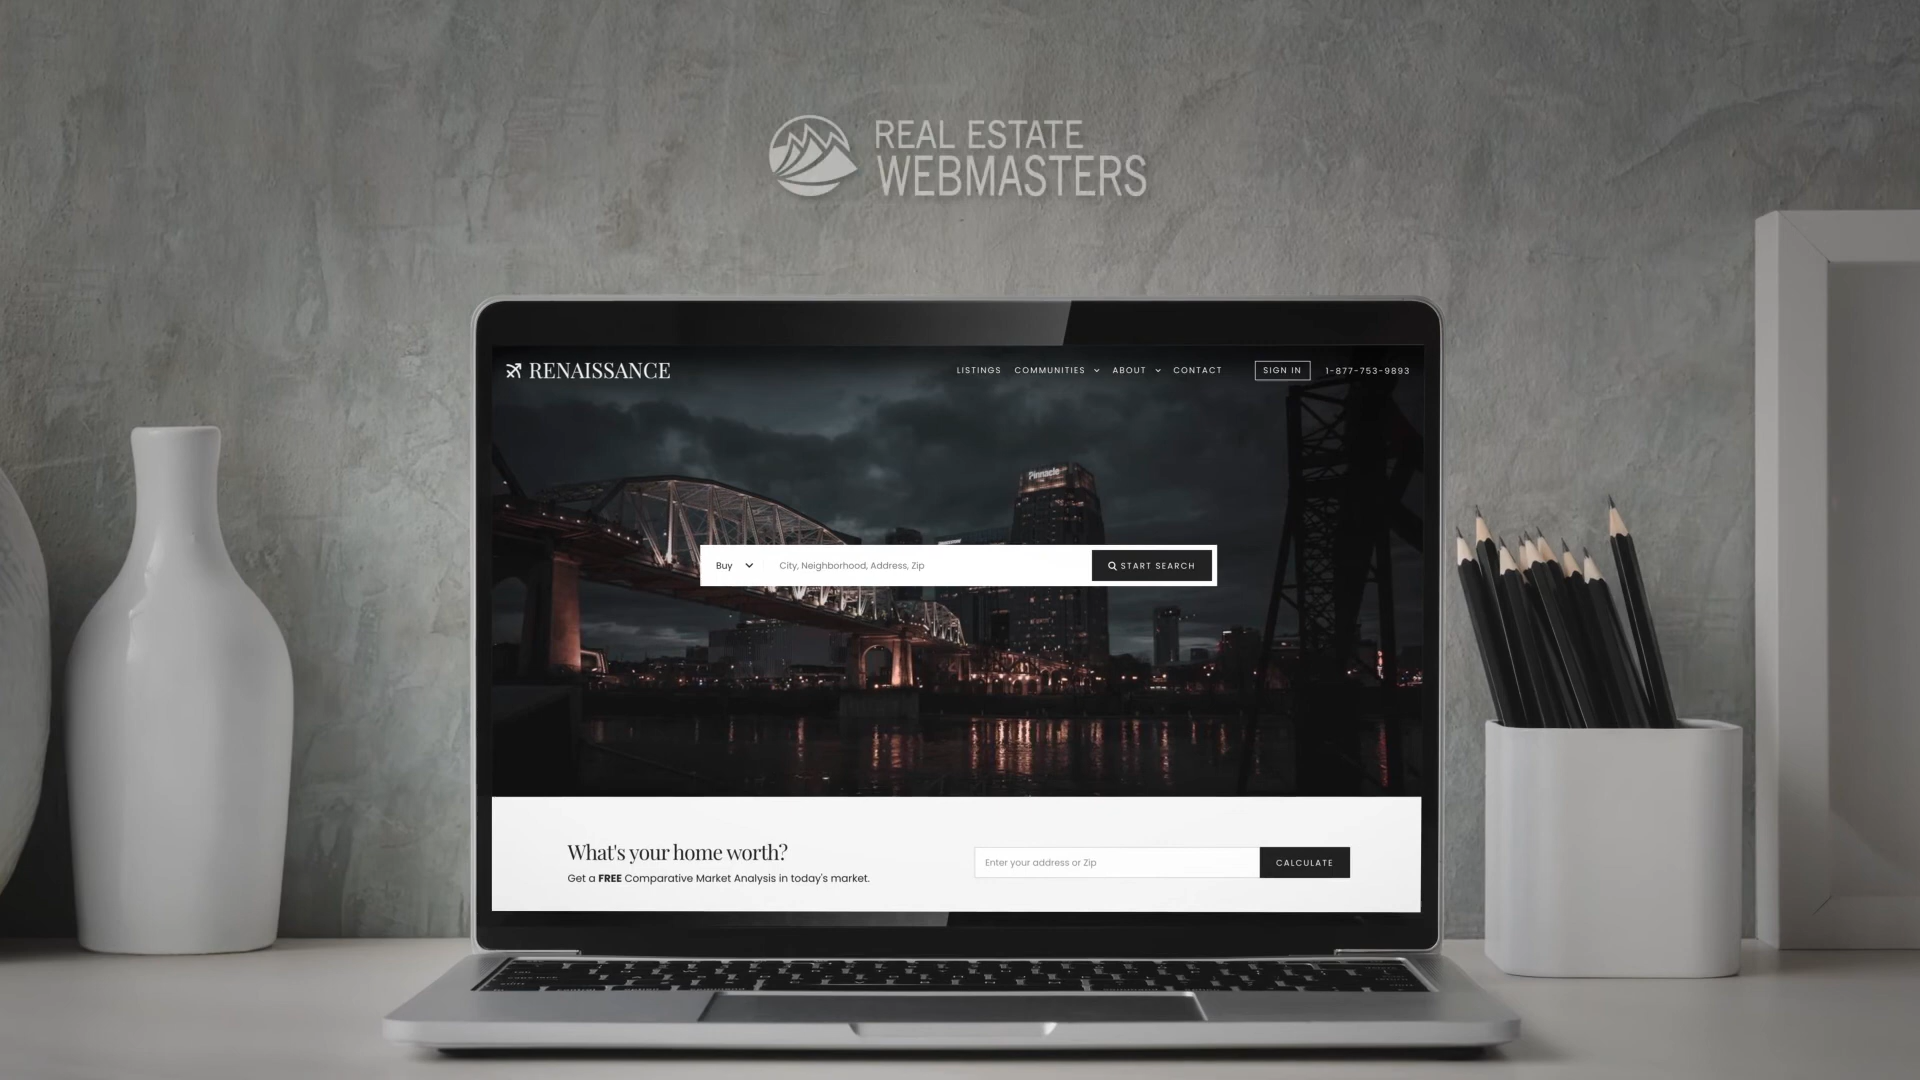 REAL ESTATE
WEBMASTERS
RENAISSANCE
LISTINGS COMMUNITIES ABOUT CONTACT SIGN IN 1-877-753-9893
Pinnacle
Buy City, Neighborhood, Address, Zip START SEARCH
What's your home worth?
Get a FREE Comparative Market Analysis in today's market.
Enter your address or Zip CALCULATE